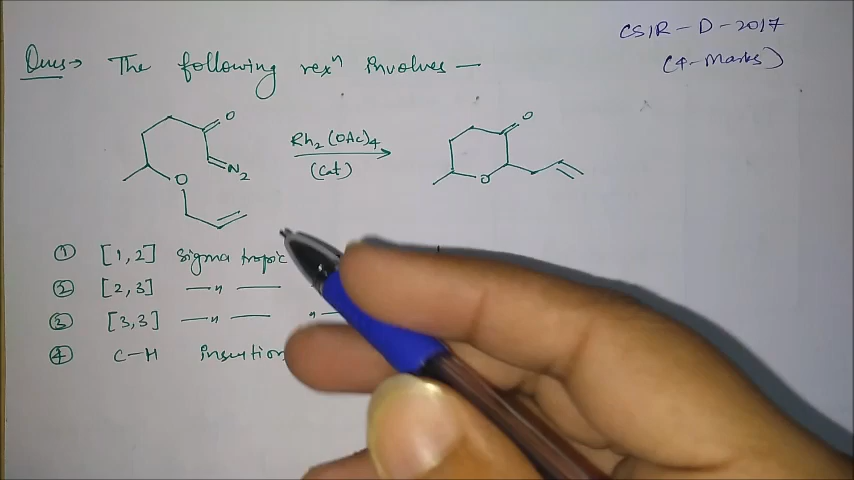 CSIR-D-2017
(4-Marks)
Ques→ The following rexⁿ involves —
O
N2
O
Rh2(OAc)4
(Cat)
O
O
① [1,2] sigma tropic
② [2,3] —〃—
③ [3,3] —〃— 〃—
④ C-H insertion